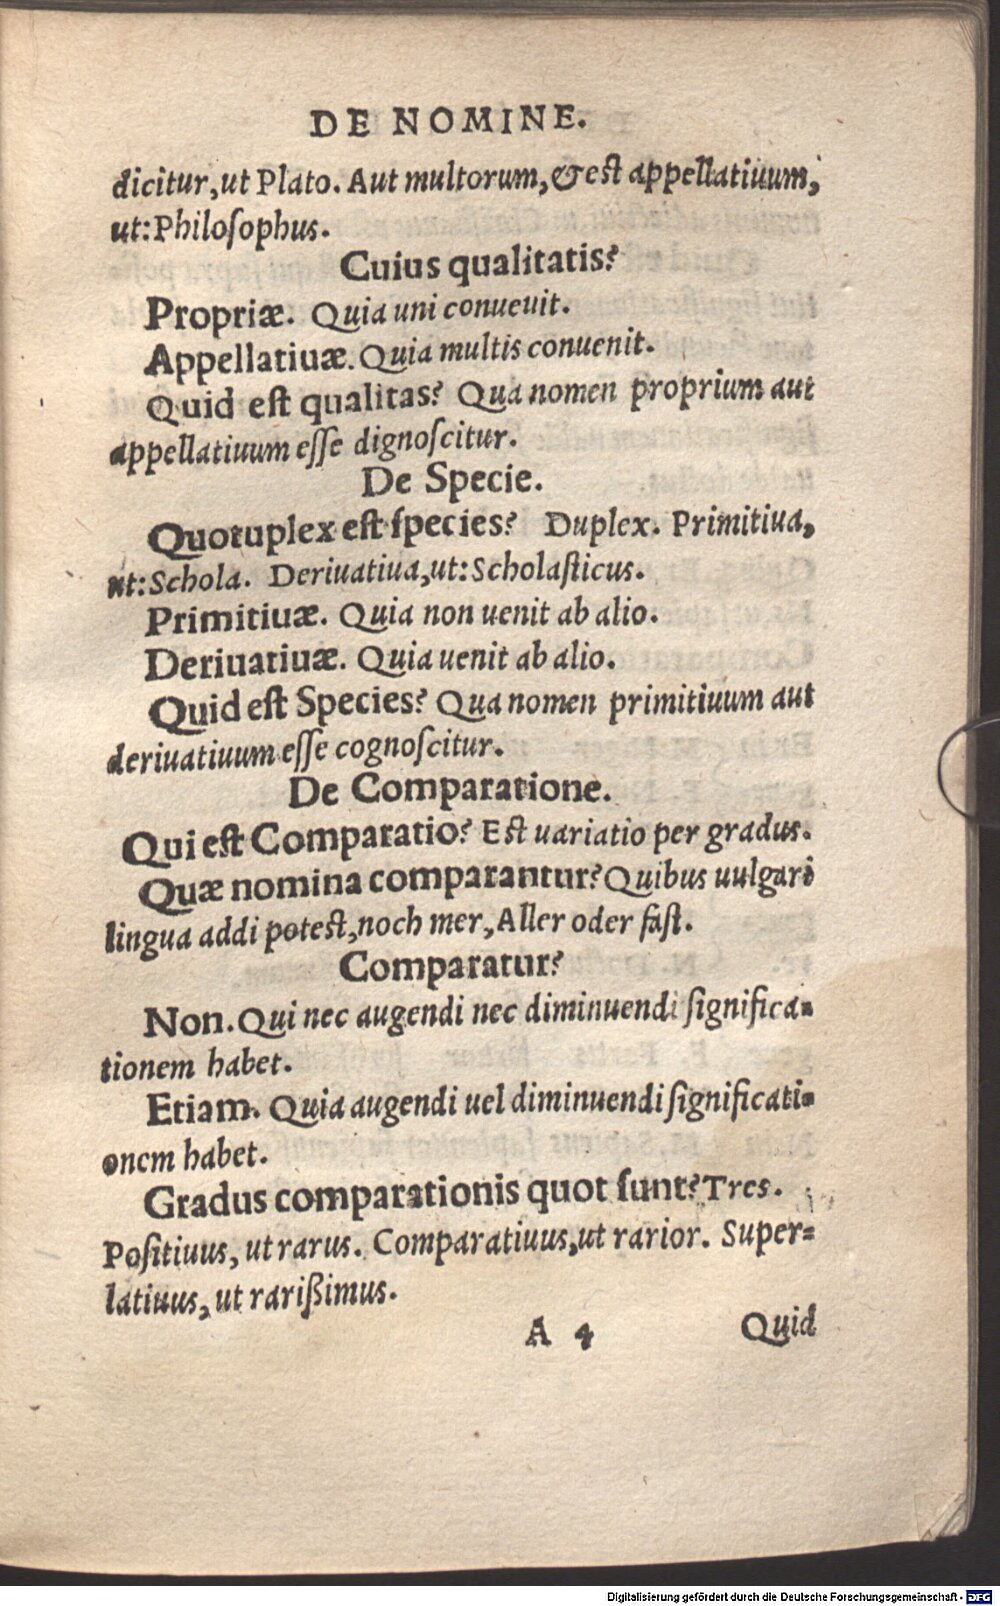 DE NOMINE.
dicitur, ut Plato. Aut multorum, & est appellatiuum,
ut: Philoſophus.
Cuius qualitatis?
Propriæ. Quia uni conueuit.
Appellatiuæ. Quia multis conuenit.
Quid eſt qualitas? Qua nomen proprium aut
appellatiuum eſſe dignoſcitur.
De Specie.
Quotuplex eſt ſpecies? Duplex. Primitiua,
ut: Schola. Deriuatiua, ut: Scholaſticus.
Primitiuæ. Quia non uenit ab alio.
Deriuatiuæ. Quia uenit ab alio.
Quid eſt Species? Qua nomen primitiuum aut
deriuatiuum eſſe cognoſcitur.
De Comparatione.
Qui eſt Comparatio? Eſt uariatio per gradus.
Quæ nomina comparantur? Quibus uulgari
lingua addi poteſt, noch mer, Aller oder faſt.
Comparatur?
Non. Qui nec augendi nec diminuendi ſignifica-
tionem habet.
Etiam. Quia augendi uel diminuendi ſignificati-
onem habet.
Gradus comparationis quot ſunt? Tres.
Poſitiuus, ut rarus. Comparatiuus, ut rarior. Super-
latiuus, ut rarißimus.
A 4 Quid
Digitalisierung gefördert durch die Deutsche Forschungsgemeinschaft - DFG